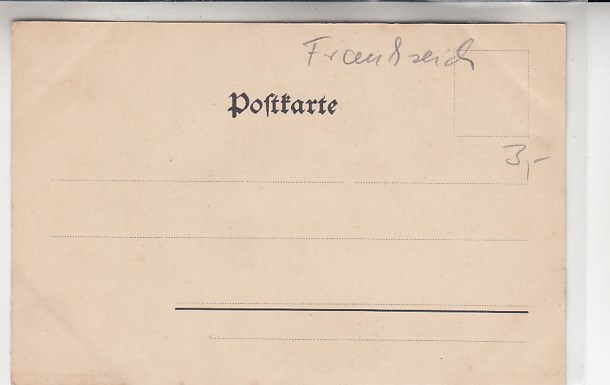 Frankreich
Postkarte
3,-